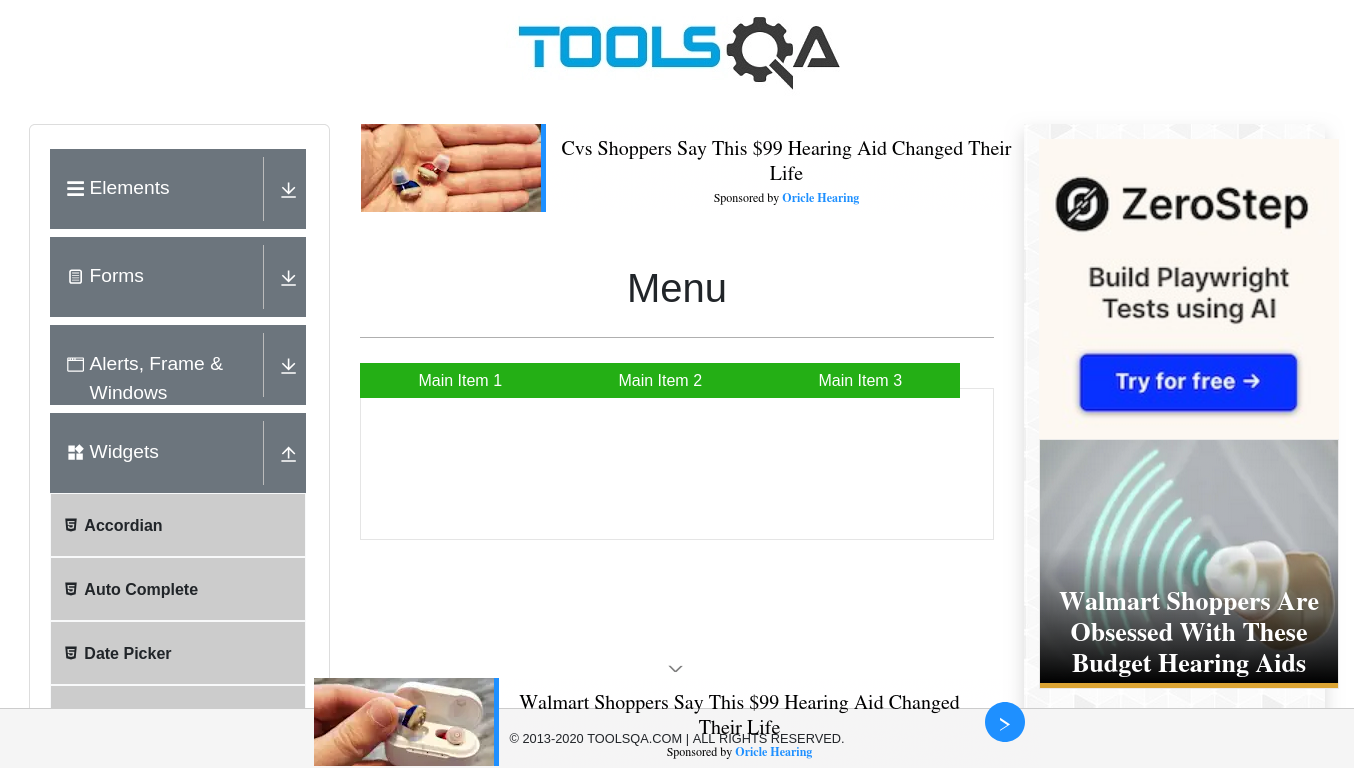 TOOLSQA
Elements
Forms
Alerts, Frame &
Windows
Widgets
Accordian
Auto Complete
Date Picker
Cvs Shoppers Say This $99 Hearing Aid Changed Their
Life
Sponsored by Oricle Hearing
Menu
Main Item 1
Main Item 2
Main Item 3
ZeroStep
Build Playwright
Tests using AI
Try for free →
Walmart Shoppers Are
Obsessed With These
Budget Hearing Aids
Walmart Shoppers Say This $99 Hearing Aid Changed
Their Life
© 2013-2020 TOOLSQA.COM | ALL RIGHTS RESERVED.
Sponsored by Oricle Hearing